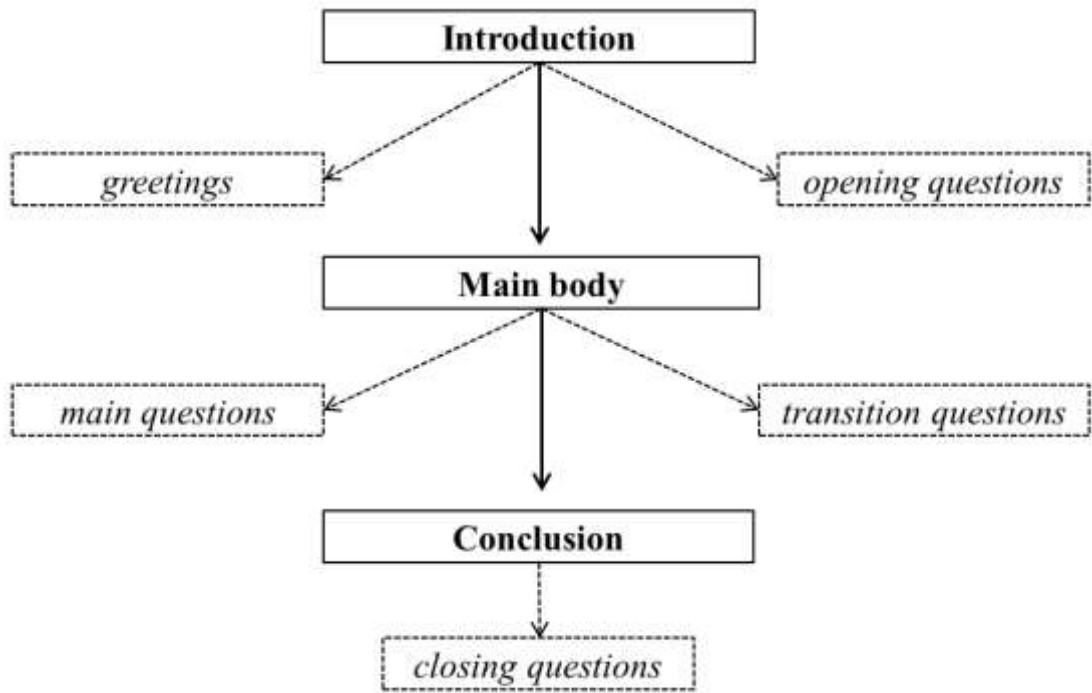 Introduction
greetings
opening questions
Main body
main questions
transition questions
Conclusion
closing questions